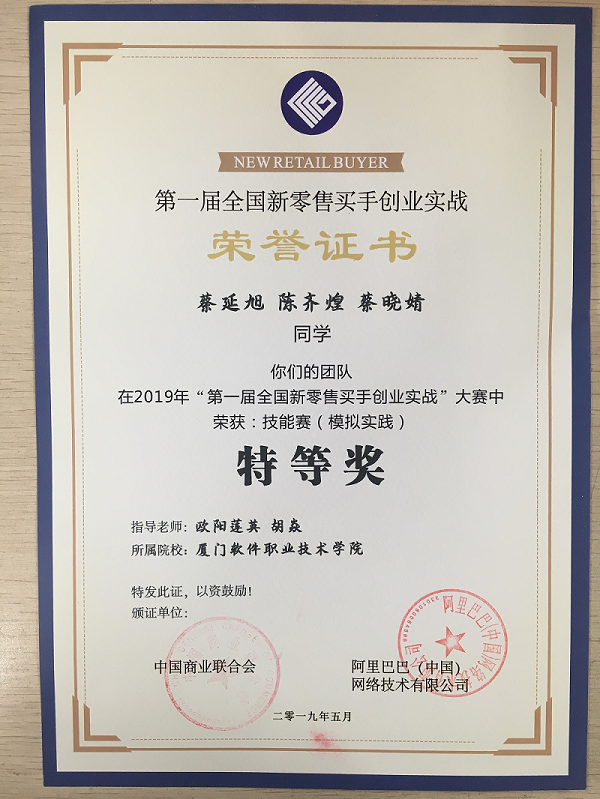 NEW RETAIL BUYER
第一届全国新零售买手创业实战
荣誉证书
蔡延旭 陈齐煌 蔡晓婧
同学
你们的团队
在2019年“第一届全国新零售买手创业实战”大赛中
荣获：技能赛（模拟实践）
特等奖
指导老师：欧阳莲英 胡焱
所属院校：厦门软件职业技术学院
特发此证，以资鼓励！
颁证单位：
中国商业联合会
阿里巴巴（中国）
网络技术有限公司
二零一九年五月